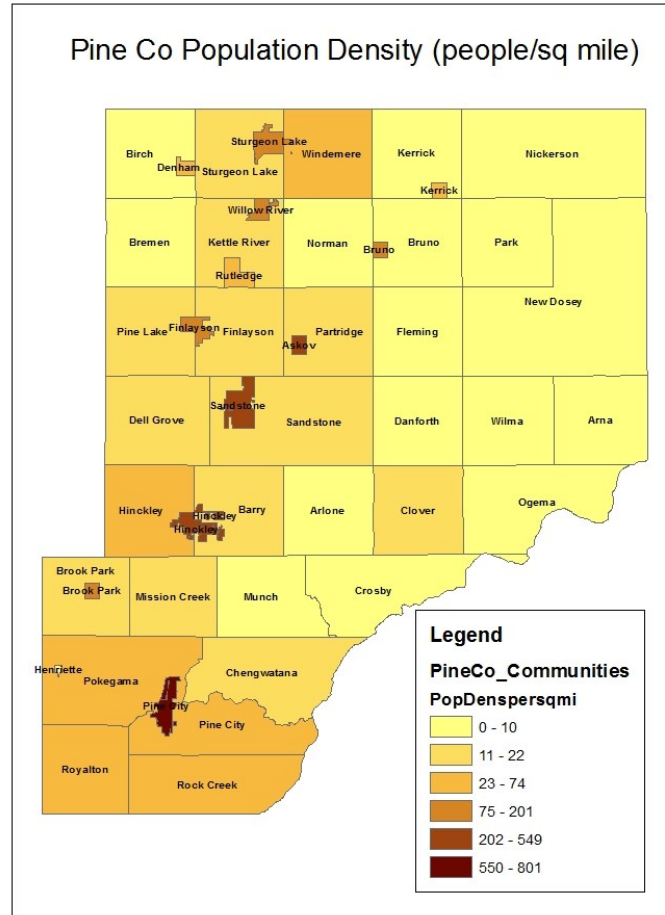 Pine Co Population Density (people/sq mile)
Sturgeon Lake
Birch
Windemere
Kerrick
Nickerson
Denham
Sturgeon Lake
Kerrick
Willow River
Bremen
Kettle River
Norman
Bruno
Bruno
Park
Rutledge
New Dosey
Pine Lake
Finlayson
Finlayson
Partridge
Fleming
Askov
Sandstone
Dell Grove
Sandstone
Danforth
Wilma
Arna
Hinckley
Hinckley
Barry
Arlone
Clover
Ogema
Hinckley
Brook Park
Brook Park
Mission Creek
Munch
Crosby
Henriette
Pokegama
Chengwatana
Pine City
Pine City
Royalton
Rock Creek
Legend
PineCo_Communities
PopDenspersqmi
0 - 10
11 - 22
23 - 74
75 - 201
202 - 549
550 - 801